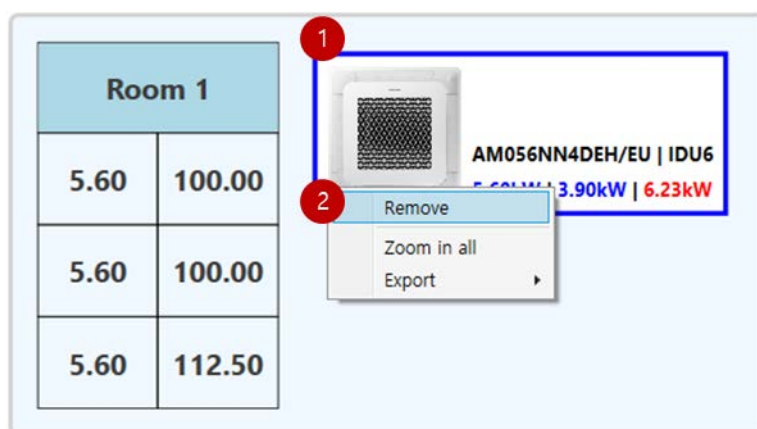 1
Room 1
AM056NN4DEH/EU | IDU6
3.90kW | 6.23kW
5.60 100.00
2
Remove
Zoom in all
Export
5.60 100.00
5.60 112.50